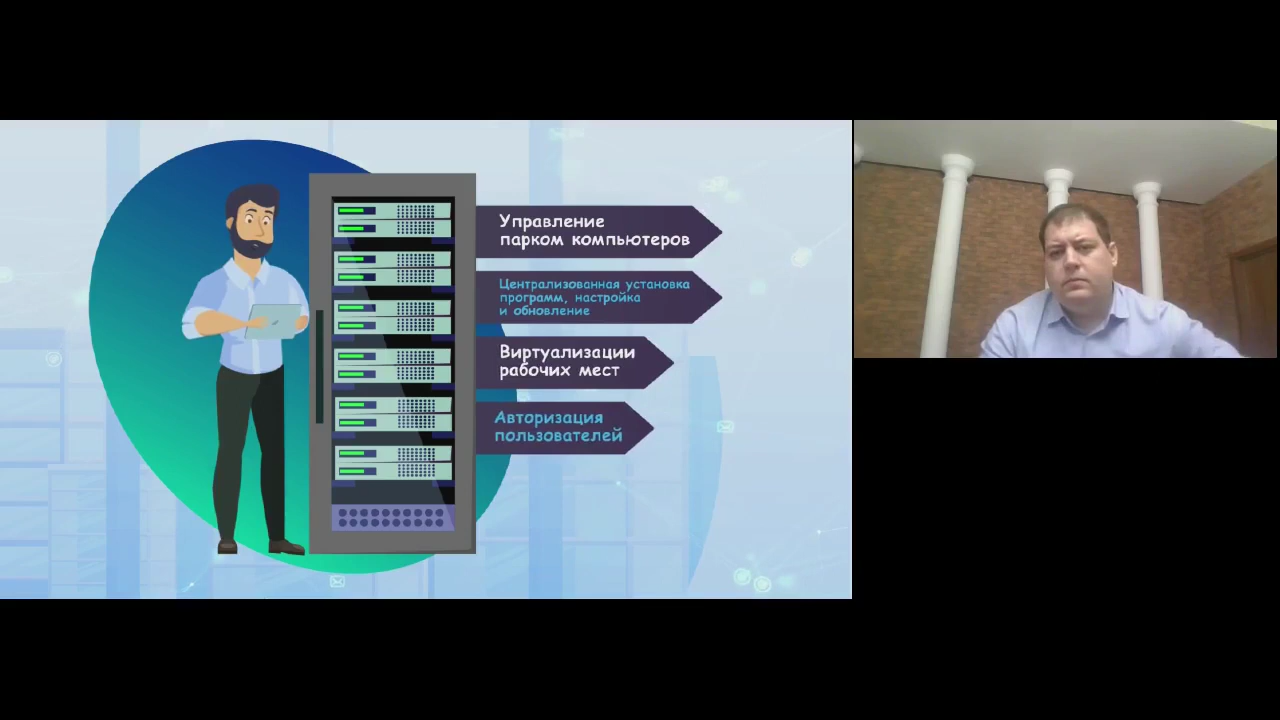 Управление
парком компьютеров
Централизованная установка
программ, настройка
и обновление
Виртуализации
рабочих мест
Авторизация
пользователей